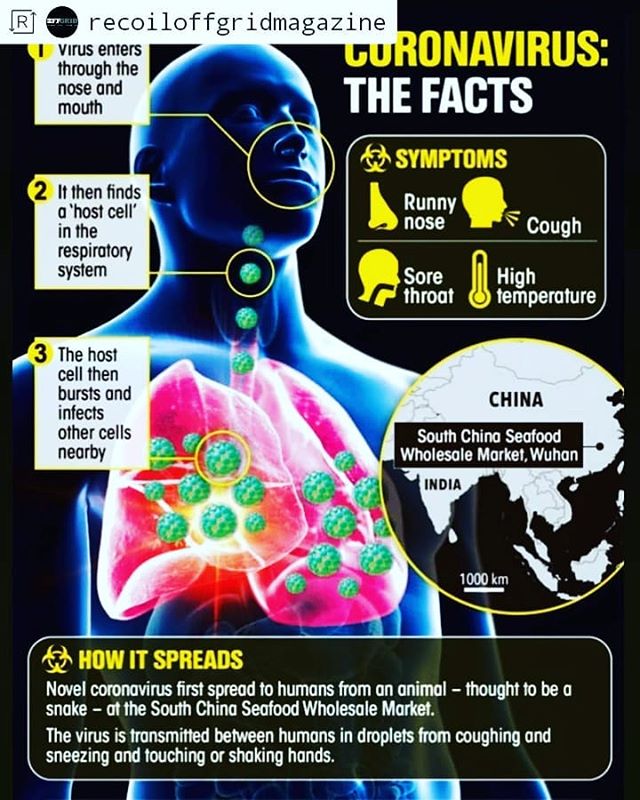 recoiloffgridmagazine
CORONAVIRUS:
THE FACTS
1 Virus enters
through the
nose and
mouth
2 It then finds
a 'host cell'
in the
respiratory
system
3 The host
cell then
bursts and
infects
other cells
nearby
SYMPTOMS
Runny
nose
Cough
Sore
throat
High
temperature
CHINA
South China Seafood
Wholesale Market, Wuhan
INDIA
1000 km
HOW IT SPREADS
Novel coronavirus first spread to humans from an animal – thought to be a
snake – at the South China Seafood Wholesale Market.
The virus is transmitted between humans in droplets from coughing and
sneezing and touching or shaking hands.